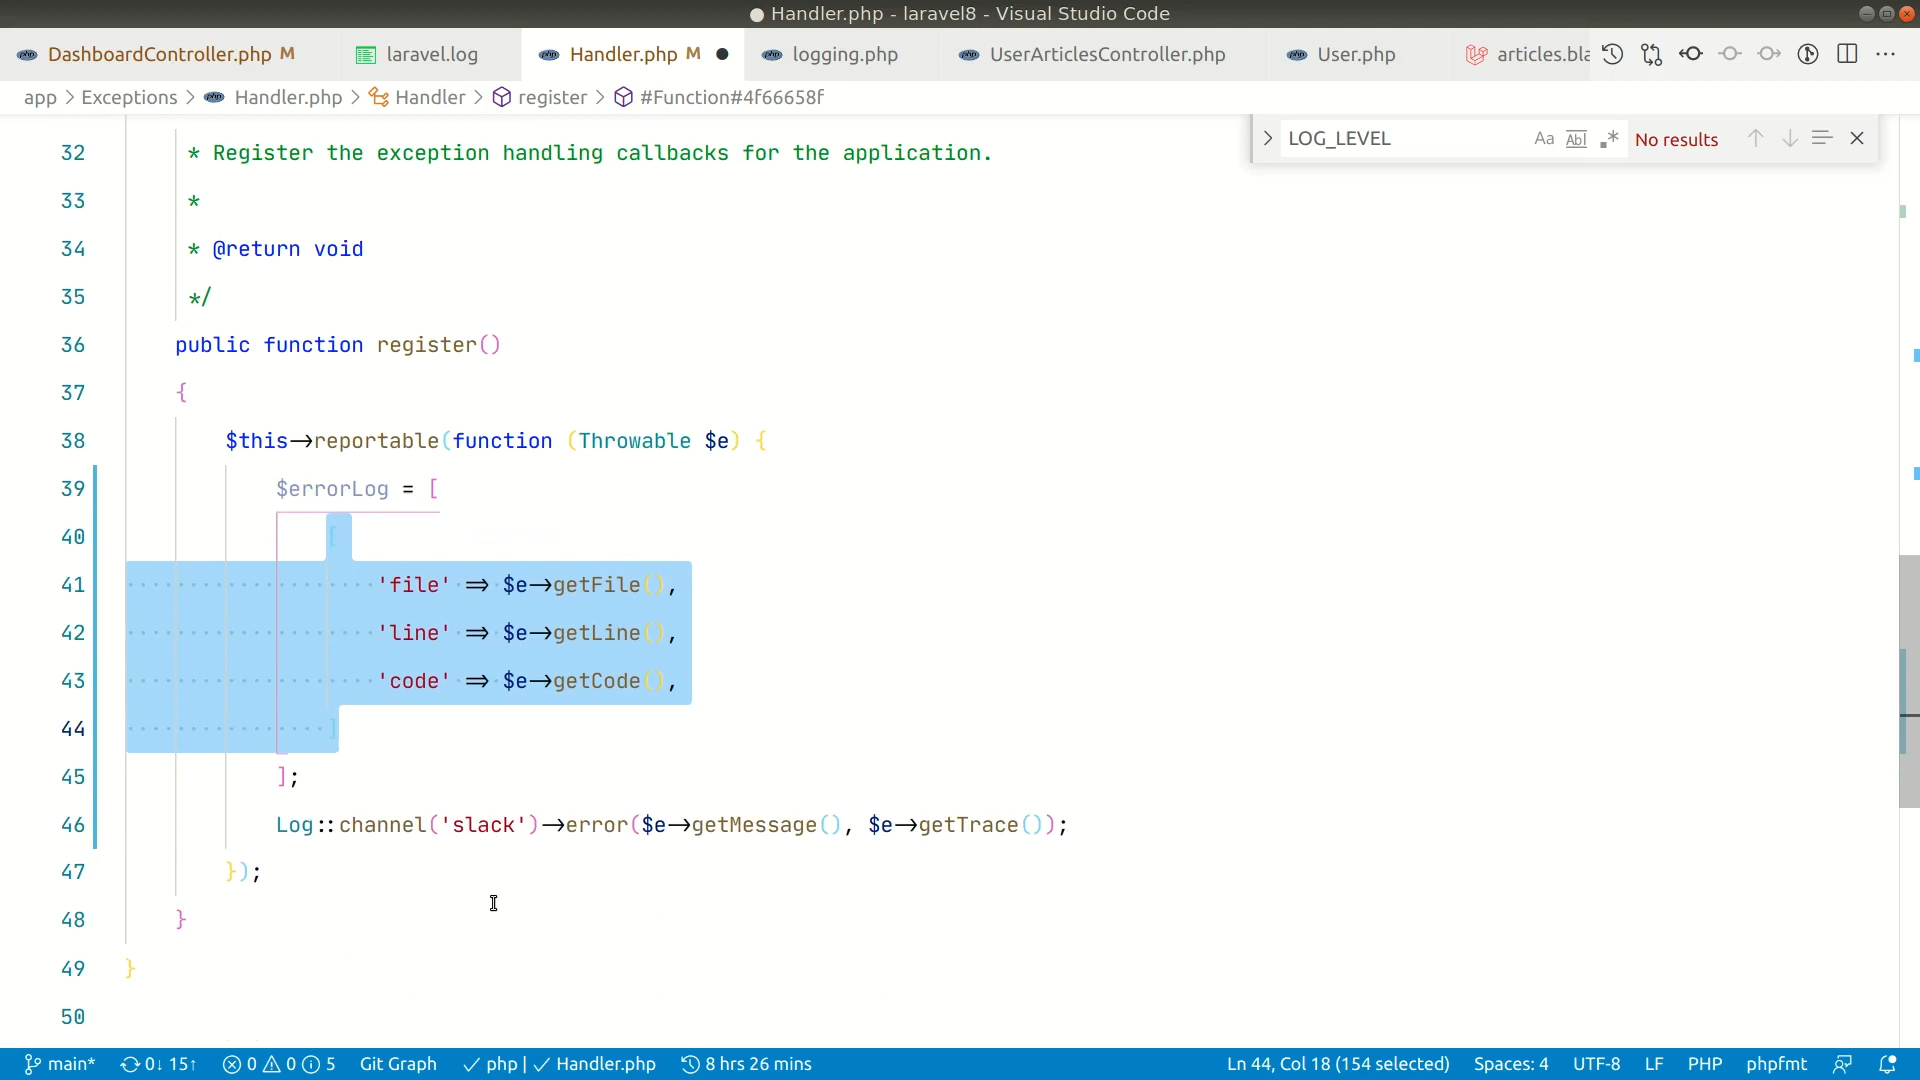 Handler.php - laravel8 - Visual Studio Code
DashboardController.php M
laravel.log
Handler.php M
logging.php
UserArticlesController.php
User.php
articles.bla
app > Exceptions > Handler.php > Handler > register > #Function#4f66658f
LOG_LEVEL
Aa Abl .* No results
32 * Register the exception handling callbacks for the application.
33 *
34 * @return void
35 */
36 public function register()
37 {
38 $this->reportable(function (Throwable $e) {
39 $errorLog = [
40 [
41 'file' => $e->getFile(),
42 'line' => $e->getLine(),
43 'code' => $e->getCode(),
44 ]
45 ];
46 Log::channel('slack')->error($e->getMessage(), $e->getTrace());
47 });
48 }
49 }
50
main* 0↓ 15↑ 0 0 5 Git Graph ✓ php | ✓ Handler.php 8 hrs 26 mins Ln 44, Col 18 (154 selected) Spaces: 4 UTF-8 LF PHP phpfmt